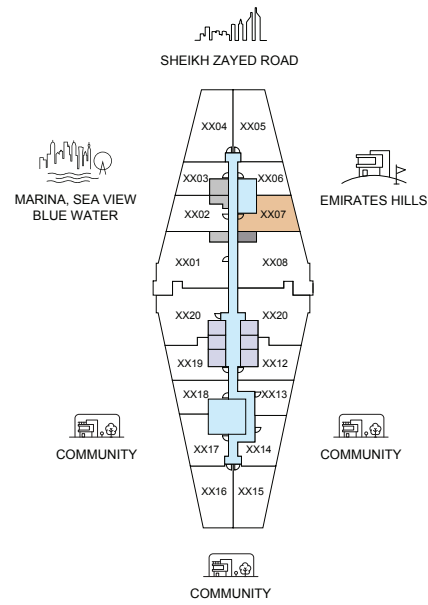 SHEIKH ZAYED ROAD
XX04 XX05
XX03 XX06
MARINA, SEA VIEW
BLUE WATER
EMIRATES HILLS
XX02 XX07
XX01 XX08
XX20 XX20
XX19 XX12
XX18 XX13
COMMUNITY
COMMUNITY
XX17 XX14
XX16 XX15
COMMUNITY